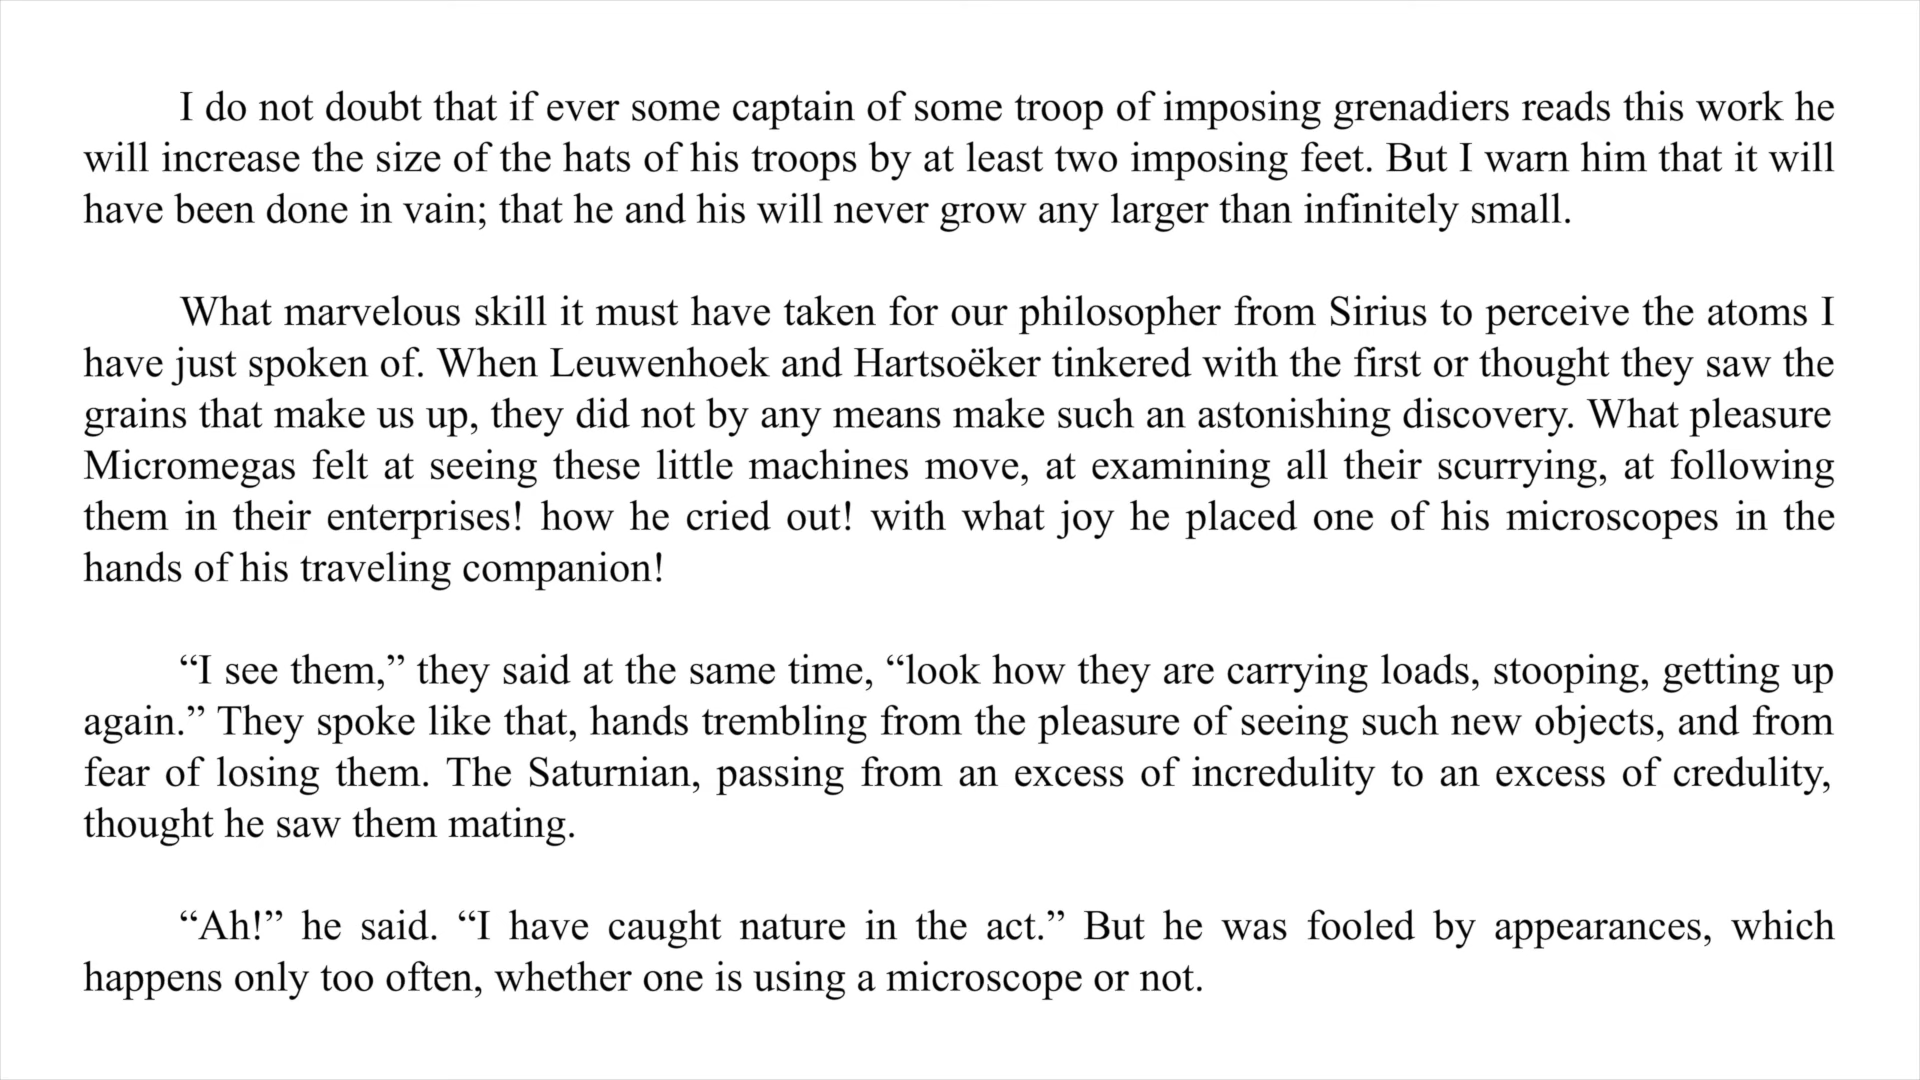 I do not doubt that if ever some captain of some troop of imposing grenadiers reads this work he
will increase the size of the hats of his troops by at least two imposing feet. But I warn him that it will
have been done in vain; that he and his will never grow any larger than infinitely small.
What marvelous skill it must have taken for our philosopher from Sirius to perceive the atoms I
have just spoken of. When Leuwenhoek and Hartsoëker tinkered with the first or thought they saw the
grains that make us up, they did not by any means make such an astonishing discovery. What pleasure
Micromegas felt at seeing these little machines move, at examining all their scurrying, at following
them in their enterprises! how he cried out! with what joy he placed one of his microscopes in the
hands of his traveling companion!
“I see them,” they said at the same time, “look how they are carrying loads, stooping, getting up
again.” They spoke like that, hands trembling from the pleasure of seeing such new objects, and from
fear of losing them. The Saturnian, passing from an excess of incredulity to an excess of credulity,
thought he saw them mating.
“Ah!” he said. “I have caught nature in the act.” But he was fooled by appearances, which
happens only too often, whether one is using a microscope or not.